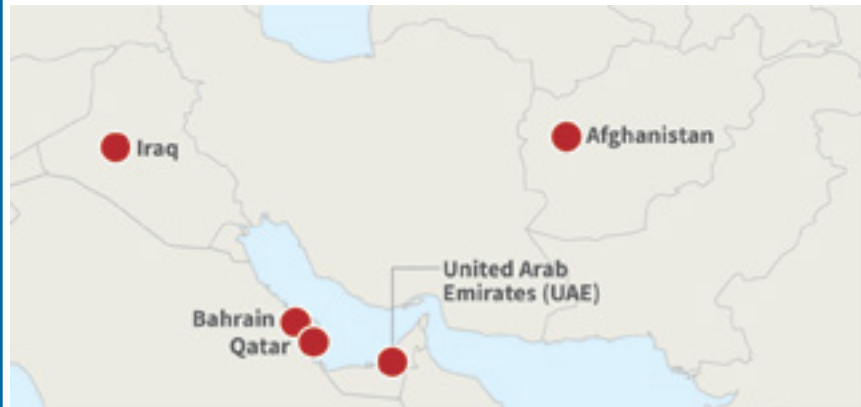 Afghanistan
Iraq
United Arab
Emirates (UAE)
Bahrain
Qatar